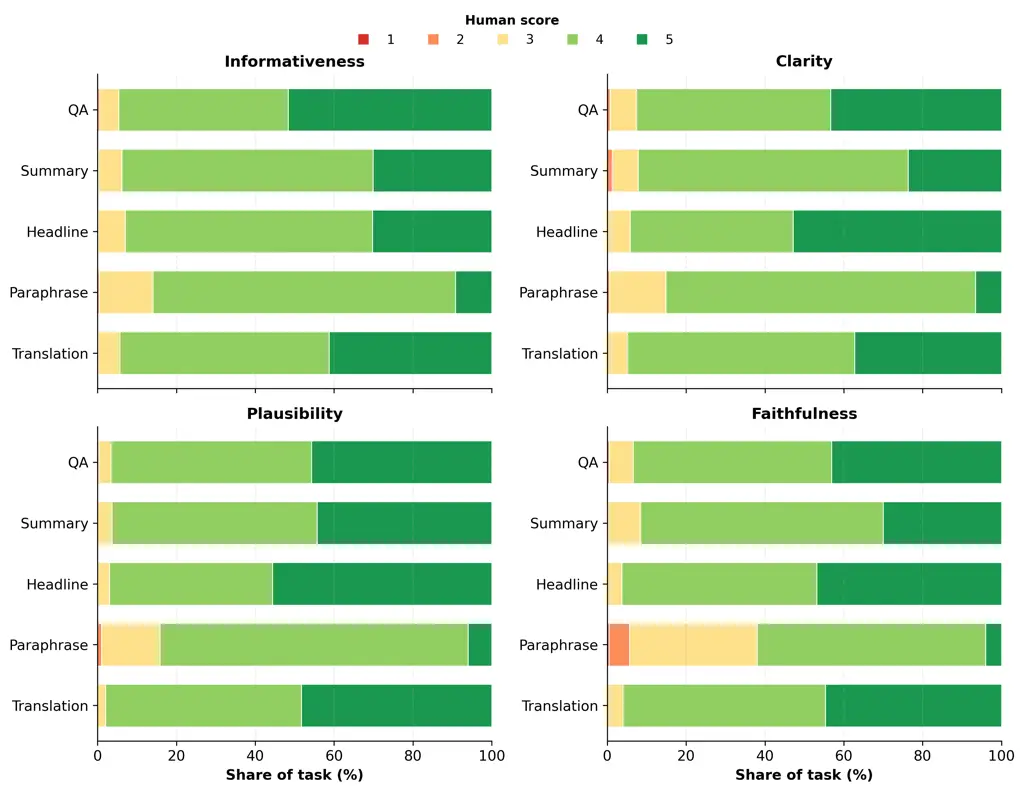 Human score
1 2 3 4 5
Informativeness
QA
Summary
Headline
Paraphrase
Translation
Clarity
QA
Summary
Headline
Paraphrase
Translation
Plausibility
QA
Summary
Headline
Paraphrase
Translation
0 20 40 60 80 100
Share of task (%)
Faithfulness
QA
Summary
Headline
Paraphrase
Translation
0 20 40 60 80 100
Share of task (%)